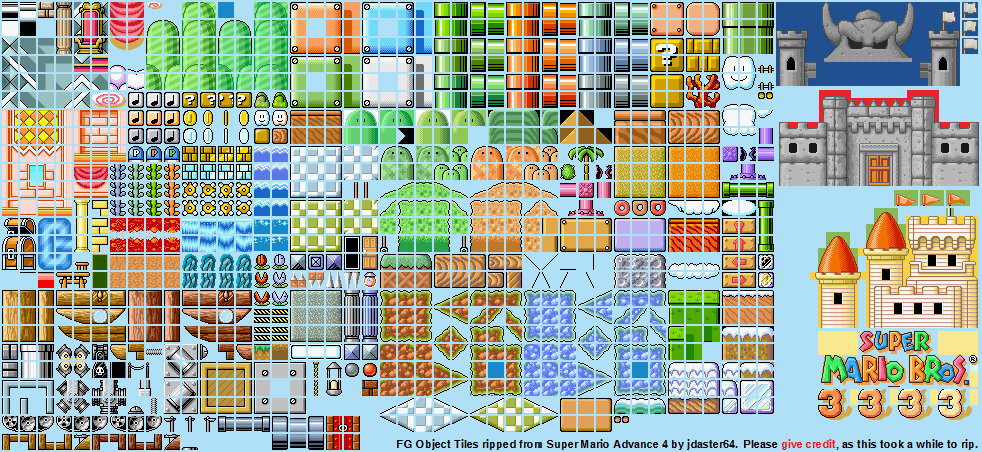 P P P
SUPER
MARIO BROS.®
3 3 3 3
FG Object Tiles ripped from Super Mario Advance 4 by jdaster64. Please give credit, as this took a while to rip.